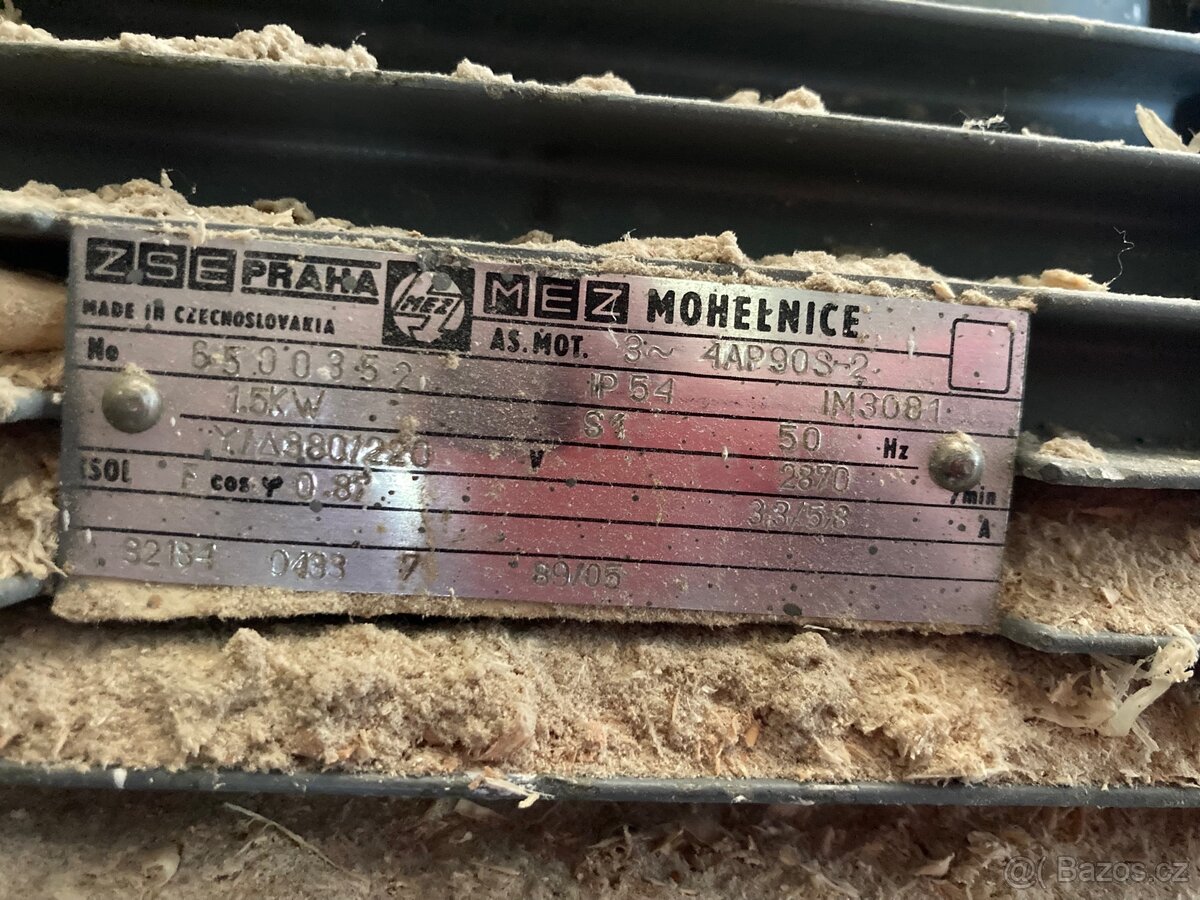 ZSE PRAHA MEZ MEZ MOHELNICE
MADE IN CZECHOSLOVAKIA AS. MOT. 3~ 4AP90S-2
No 6500352 IP 54 IM3081
1.5KW S1 50 Hz
Y/Δ380/220 V 2870 /min
ISOL F cos φ 0.87 3.3/5.8 A
0433 7 89/05
@( Bazos.cz